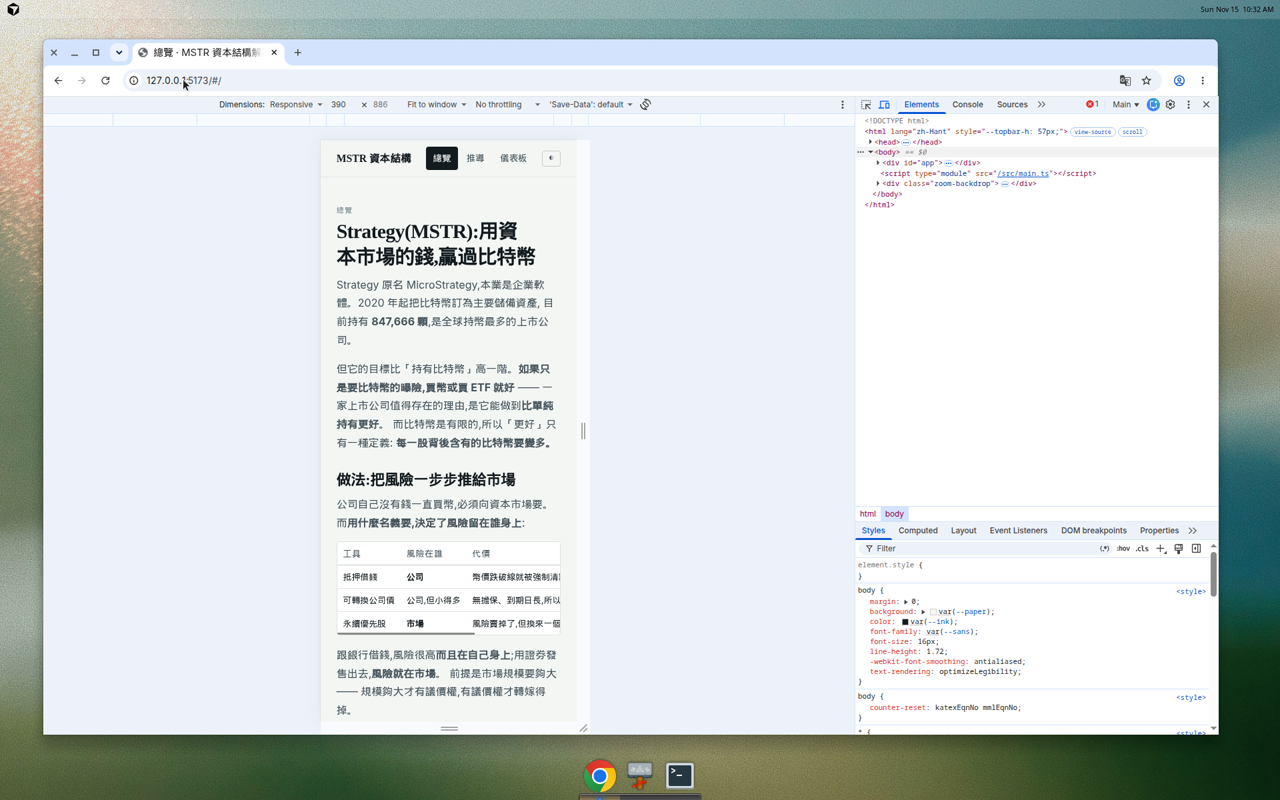 Sun Nov 15 10:32 AM
總覽 · MSTR 資本結構解
127.0.0.1:5173/#/
Dimensions: Responsive 390 × 886 Fit to window No throttling 'Save-Data': default
Elements Console Sources 1 Main
<!DOCTYPE html>
<html lang="zh-Hant" style="--topbar-h: 57px;"> view-source scroll
<head> … </head>
<body> == $0
<div id="app"> … </div>
<script type="module" src="/src/main.ts"></script>
<div class="zoom-backdrop"> … </div>
</body>
</html>
MSTR 資本結構 總覽 推導 儀表板
總覽
Strategy(MSTR):用資
本市場的錢,贏過比特幣
Strategy 原名 MicroStrategy,本業是企業軟
體。2020 年起把比特幣訂為主要儲備資產, 目
前持有 847,666 顆,是全球持幣最多的上市公
司。
但它的目標比「持有比特幣」高一階。如果只
是要比特幣的曝險,買幣或買 ETF 就好 —— 一
家上市公司值得存在的理由,是它能做到比單純
持有更好。 而比特幣是有限的,所以「更好」只
有一種定義: 每一股背後含有的比特幣要變多。
做法:把風險一步步推給市場
公司自己沒有錢一直買幣,必須向資本市場要。
而用什麼名義要,決定了風險留在誰身上:
工具 風險在誰 代價
抵押借錢 公司 幣價跌破線就被強制清
可轉換公司債 公司,但小得多 無擔保、到期日長,所以
永續優先股 市場 風險賣掉了,但換來一個
跟銀行借錢,風險很高而且在自己身上;用證券發
售出去,風險就在市場。 前提是市場規模要夠大
—— 規模夠大才有議價權,有議價權才轉嫁得
掉。
html body
Styles Computed Layout Event Listeners DOM breakpoints Properties
Filter :hov .cls
element.style {
}
body { <style>
margin: 0;
background: var(--paper);
color: var(--ink);
font-family: var(--sans);
font-size: 16px;
line-height: 1.72;
-webkit-font-smoothing: antialiased;
text-rendering: optimizeLegibility;
}
body { <style>
counter-reset: katexEqnNo mmlEqnNo;
}
* { <style>